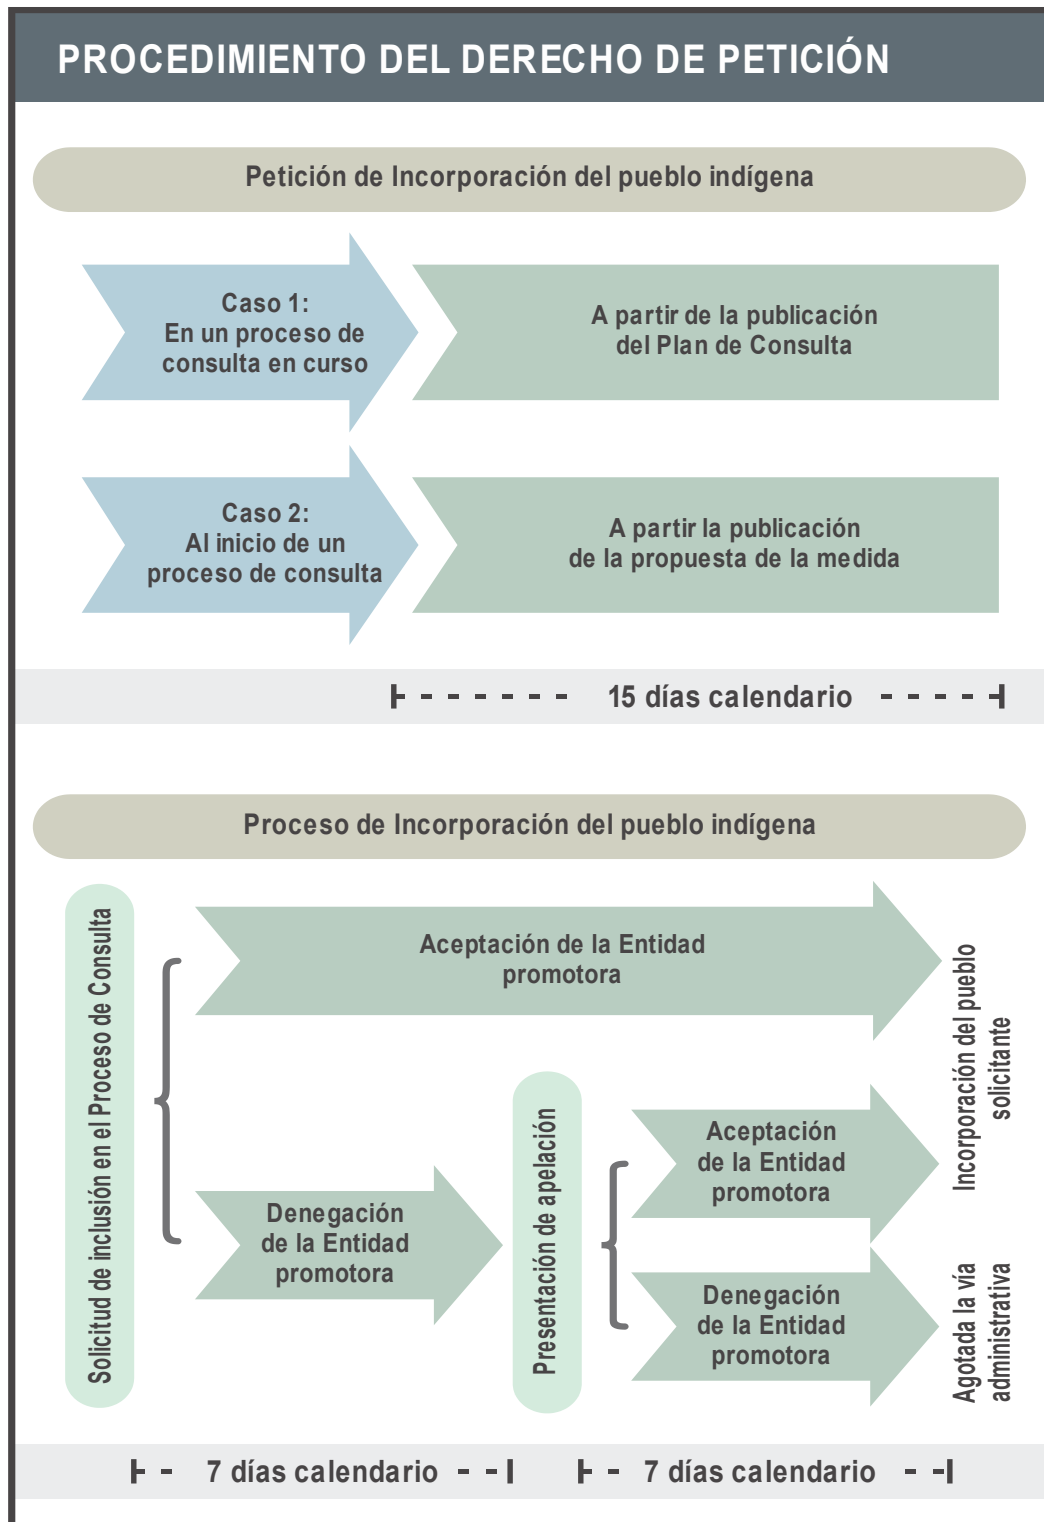 PROCEDIMIENTO DEL DERECHO DE PETICIÓN
Petición de Incorporación del pueblo indígena
Caso 1:
En un proceso de
consulta en curso
A partir de la publicación
del Plan de Consulta
Caso 2:
Al inicio de un
proceso de consulta
A partir la publicación
de la propuesta de la medida
15 días calendario
Proceso de Incorporación del pueblo indígena
Solicitud de inclusión en el Proceso de Consulta
Aceptación de la Entidad
promotora
Denegación
de la Entidad
promotora
Presentación de apelación
Aceptación
de la Entidad
promotora
Denegación
de la Entidad
promotora
Incorporación del pueblo
solicitante
Agotada la vía
administrativa
7 días calendario
7 días calendario